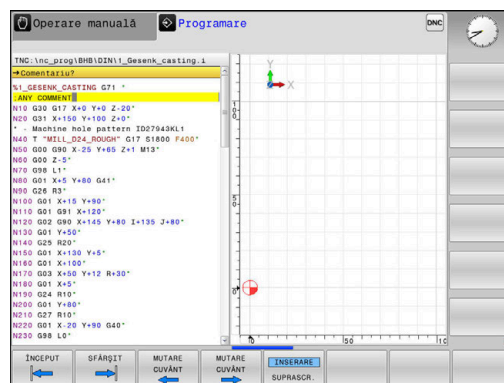 Operare manuală
Programare
DNC
TNC:\nc_prog\BHB\DIN\1_Gesenk_casting.i
→Comentariu?
%1_GESENK_CASTING G71 *
;ANY COMMENT
N10 G30 G17 X+0 Y+0 Z-20*
N20 G31 X+150 Y+100 Z+0*
* - Machine hole pattern ID27943KL1
N40 T "MILL_D24_ROUGH" G17 S1800 F400*
N50 G00 G90 X-25 Y+65 Z+1 M13*
N60 G00 Z-5*
N70 G98 L1*
N80 G01 X+5 Y+80 G41*
N90 G26 R3*
N100 G01 X+15 Y+90*
N110 G01 G91 X+120*
N120 G02 G90 X+145 Y+80 I+135 J+80*
N130 G01 Y+50*
N140 G25 R20*
N150 G01 X+130 Y+5*
N160 G01 X+100*
N170 G03 X+50 Y+12 R+30*
N180 G01 X+5*
N190 G24 R10*
N200 G01 Y+80*
N210 G27 R10*
N220 G01 X-20 Y+90 G40*
N230 G98 L0*
Y
X
100
50
0
0
50
10
ÎNCEPUT
SFÂRŞIT
MUTARE CUVÂNT
MUTARE CUVÂNT
INSERARE
SUPRASCR.